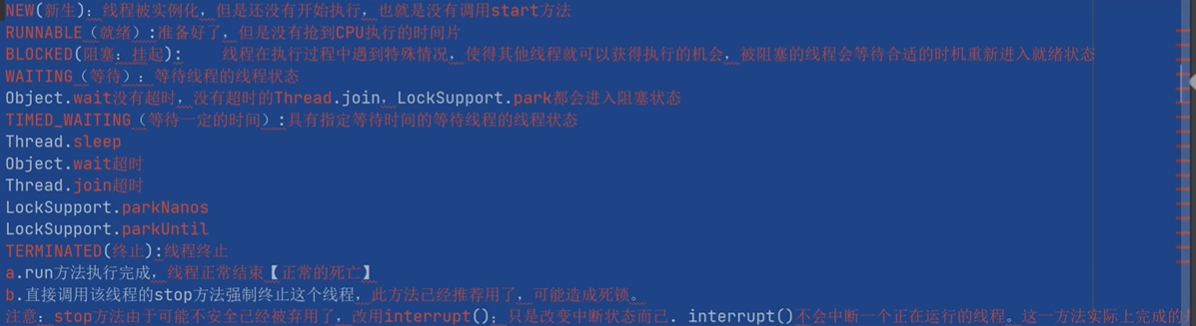 NEW(新生)：线程被实例化，但是还没有开始执行，也就是没有调用start方法
RUNNABLE（就绪）:准备好了，但是没有抢到CPU执行的时间片
BLOCKED(阻塞：挂起): 线程在执行过程中遇到特殊情况，使得其他线程就可以获得执行的机会，被阻塞的线程会等待合适的时机重新进入就绪状态
WAITING（等待）：等待线程的线程状态
Object.wait没有超时，没有超时的Thread.join，LockSupport.park都会进入阻塞状态
TIMED_WAITING（等待一定的时间）:具有指定等待时间的等待线程的线程状态
Thread.sleep
Object.wait超时
Thread.join超时
LockSupport.parkNanos
LockSupport.parkUntil
TERMINATED(终止):线程终止
a.run方法执行完成，线程正常结束【正常的死亡】
b.直接调用该线程的stop方法强制终止这个线程，此方法已经推荐用了，可能造成死锁。
注意：stop方法由于可能不安全已经被弃用了，改用interrupt()；只是改变中断状态而已. interrupt()不会中断一个正在运行的线程。这一方法实际上完成的